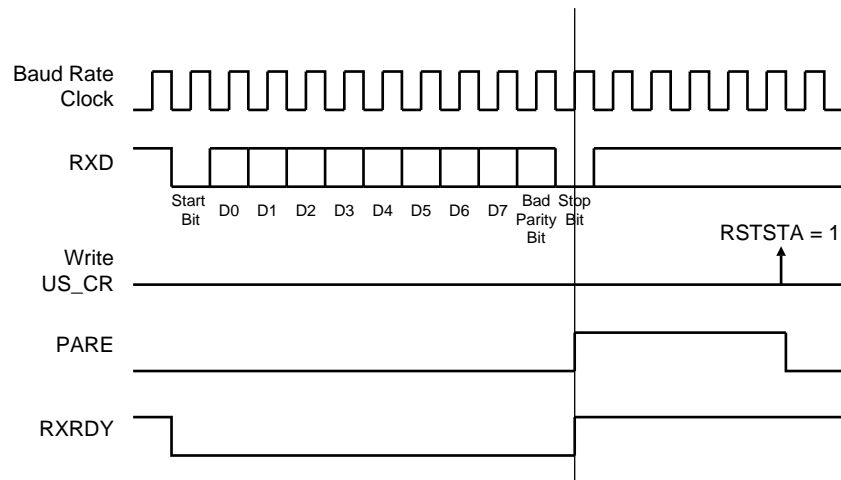 Baud Rate
Clock
RXD
Start
Bit
D0 D1 D2 D3 D4 D5 D6 D7
Bad
Parity
Bit
Stop
Bit
RSTSTA = 1
Write
US_CR
PARE
RXRDY